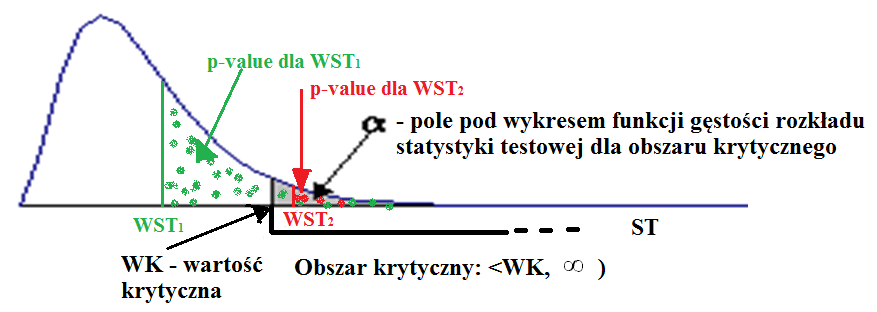 p-value dla WST1
p-value dla WST2
α - pole pod wykresem funkcji gęstości rozkładu
statystyki testowej dla obszaru krytycznego
WST1
WST2
ST
WK - wartość
krytyczna
Obszar krytyczny: <WK, ∞ )